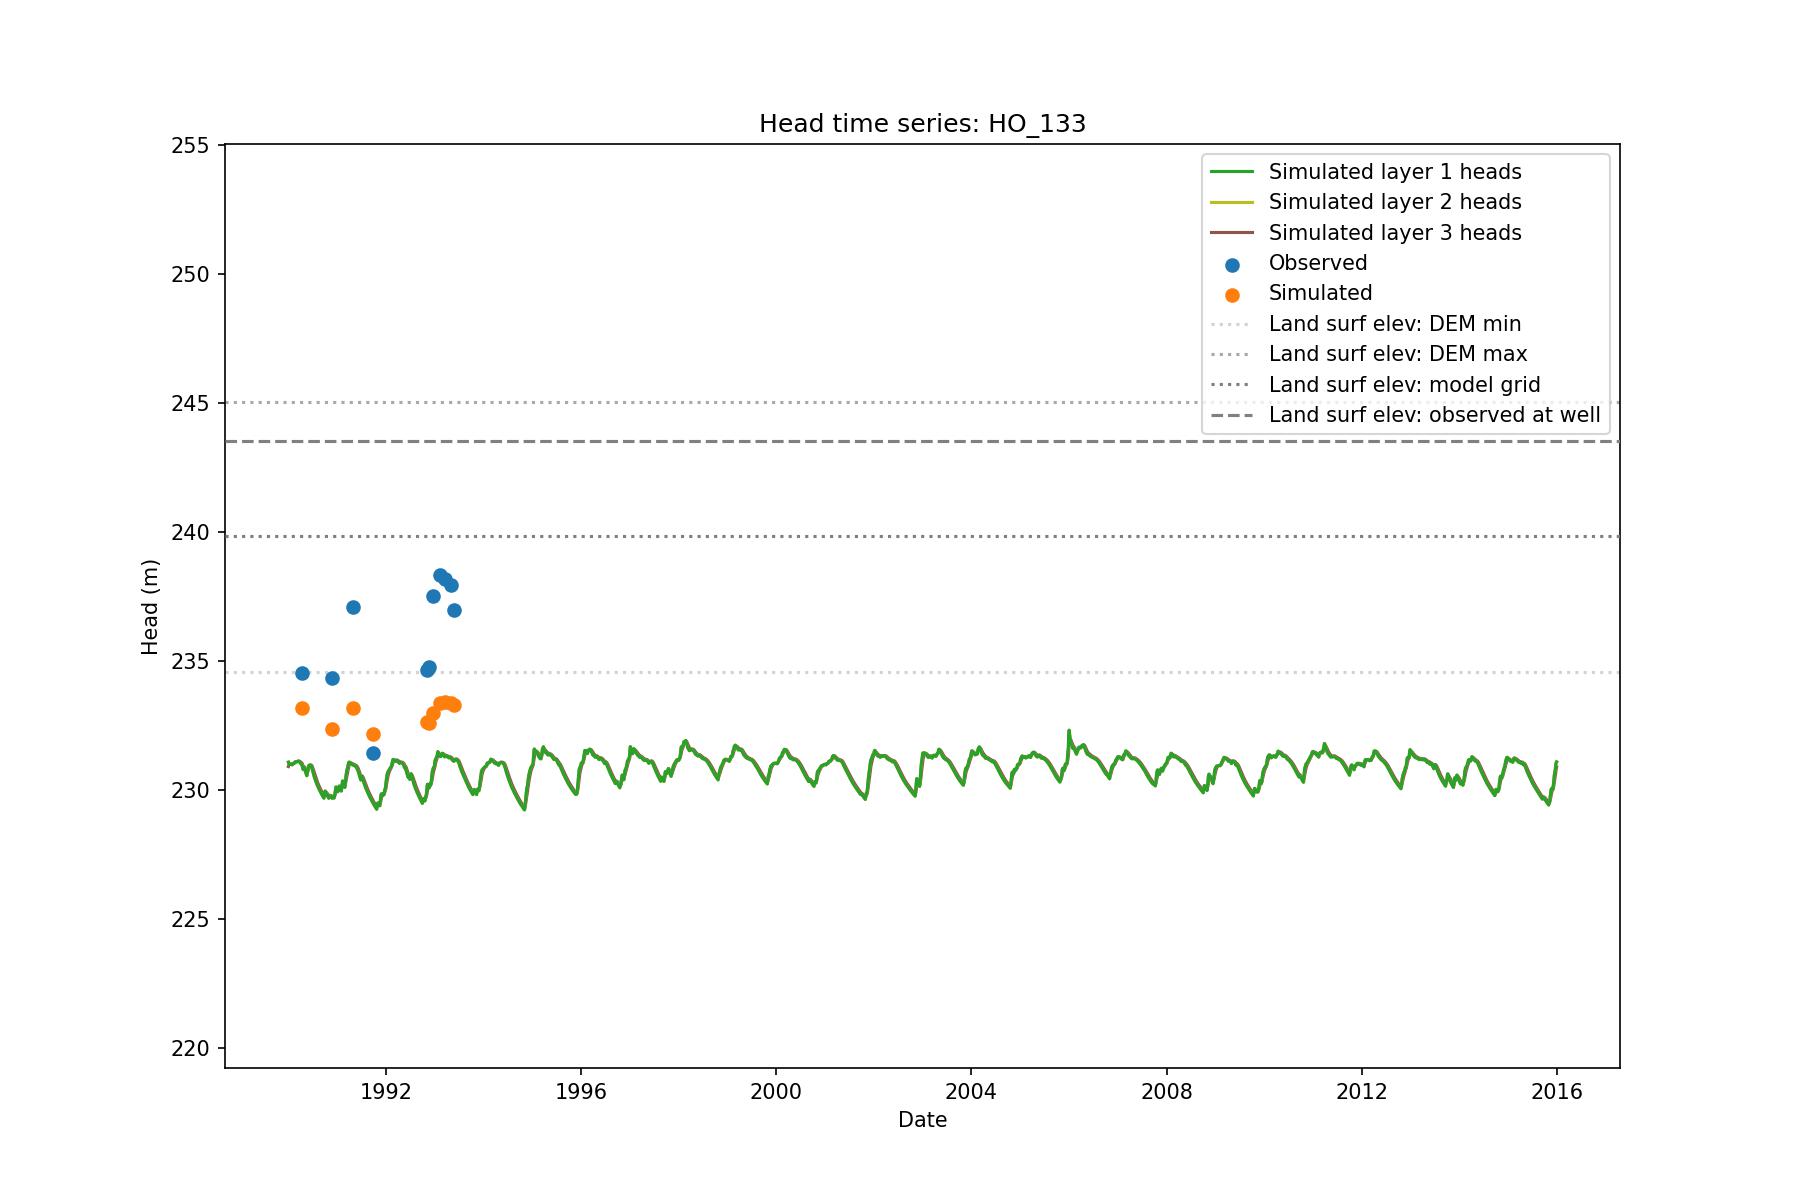 Head time series: HO_133
255
250
245
240
235
230
225
220
Head (m)
Simulated layer 1 heads
Simulated layer 2 heads
Simulated layer 3 heads
Observed
Simulated
Land surf elev: DEM min
Land surf elev: DEM max
Land surf elev: model grid
Land surf elev: observed at well
1992 1996 2000 2004 2008 2012 2016
Date